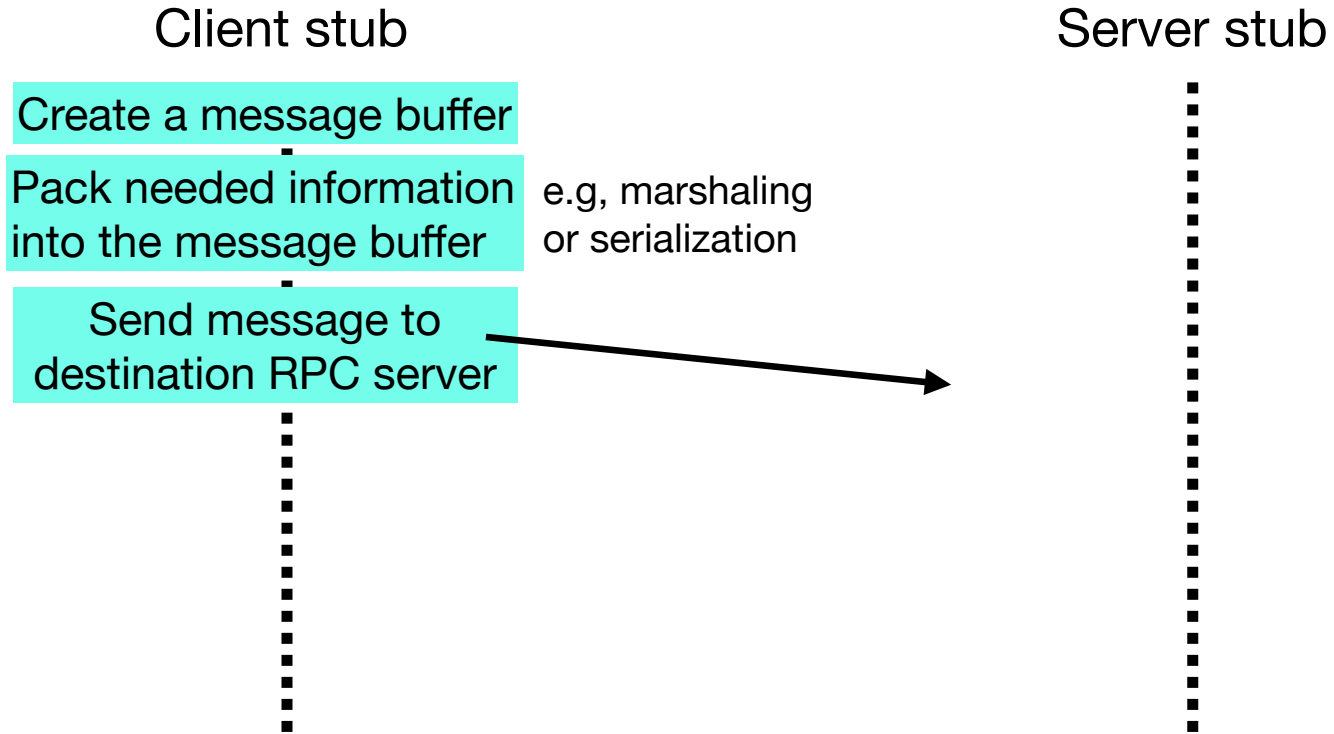 Client stub
Server stub
Create a message buffer
Pack needed information
into the message buffer
e.g, marshaling
or serialization
Send message to
destination RPC server